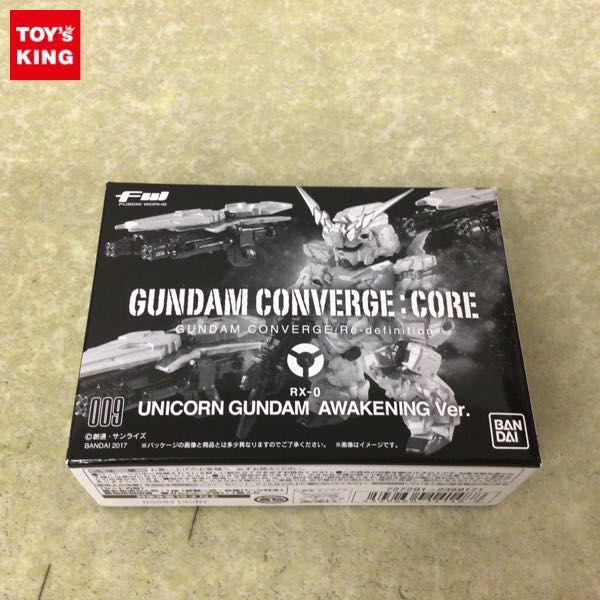 TOY'S
KING
FW
FUSION WORKS
GUNDAM CONVERGE:CORE
GUNDAM CONVERGE/Re-definition
RX-0
009 UNICORN GUNDAM AWAKENING Ver.
©創通・サンライズ
BANDAI 2017 ※パッケージの画像と商品とは多少異なりますのでご了承ください。 ※画像はイメージです。
BAN
DAI